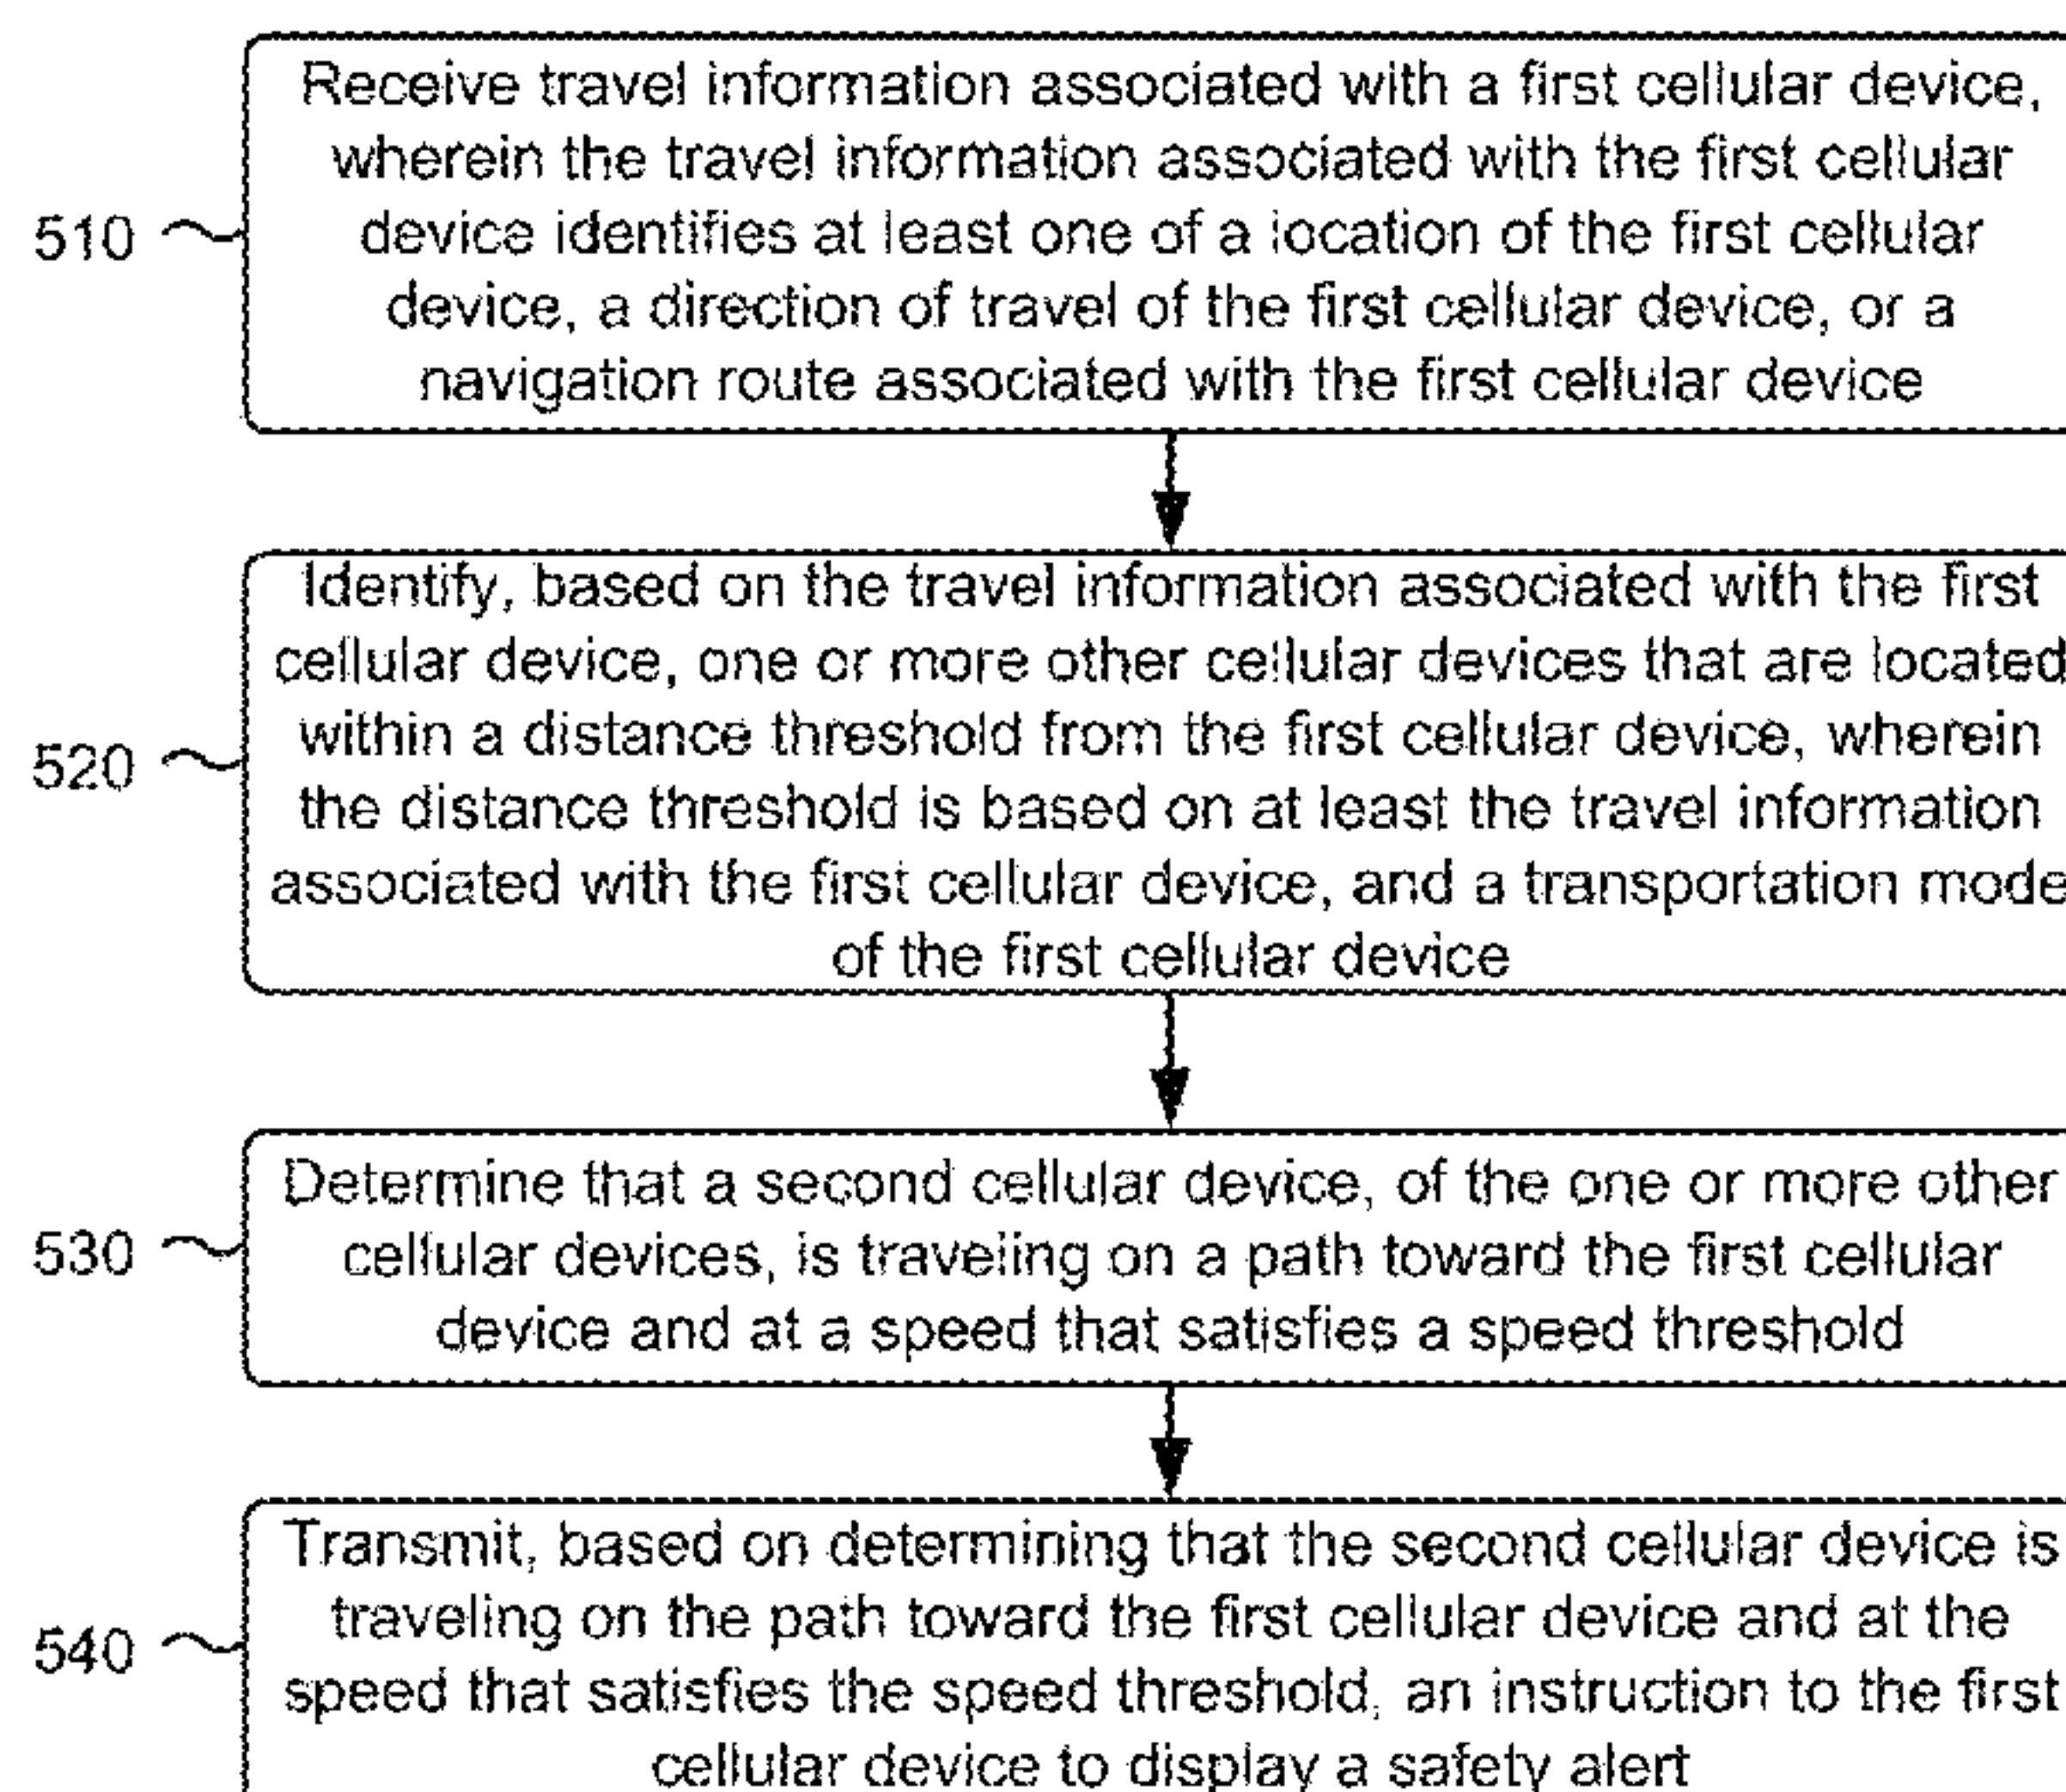 Receive travel information associated with a first cellular device,
wherein the travel information associated with the first cellular
device identifies at least one of a location of the first cellular
device, a direction of travel of the first cellular device, or a
navigation route associated with the first cellular device
510
Identify, based on the travel information associated with the first
cellular device, one or more other cellular devices that are located
within a distance threshold from the first cellular device, wherein
the distance threshold is based on at least the travel information
associated with the first cellular device, and a transportation mode
of the first cellular device
520
Determine that a second cellular device, of the one or more other
cellular devices, is traveling on a path toward the first cellular
device and at a speed that satisfies a speed threshold
530
Transmit, based on determining that the second cellular device is
traveling on the path toward the first cellular device and at the
speed that satisfies the speed threshold, an instruction to the first
cellular device to display a safety alert
540